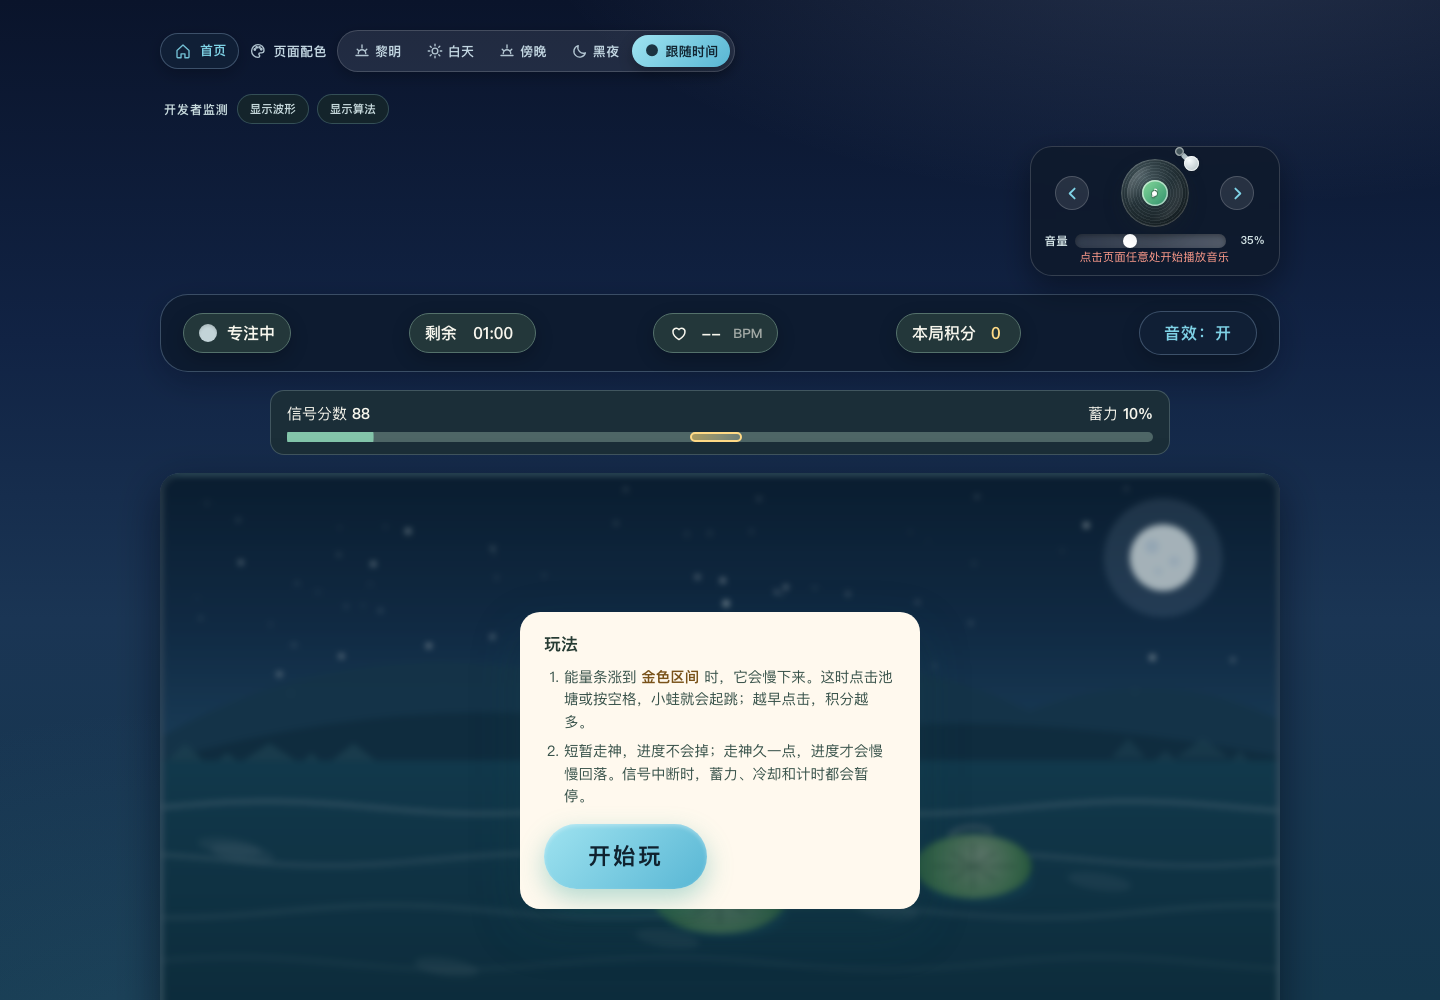 首页 页面配色 黎明 白天 傍晚 黑夜 跟随时间
开发者监测 显示波形 显示算法
音量 35%
点击页面任意处开始播放音乐
专注中 剩余 01:00 -- BPM 本局积分 0 音效：开
信号分数 88 蓄力 10%
玩法
1. 能量条涨到 金色区间 时，它会慢下来。这时点击池
塘或按空格，小蛙就会起跳；越早点击，积分越
多。
2. 短暂走神，进度不会掉；走神久一点，进度才会慢
慢回落。信号中断时，蓄力、冷却和计时都会暂
停。
开始玩